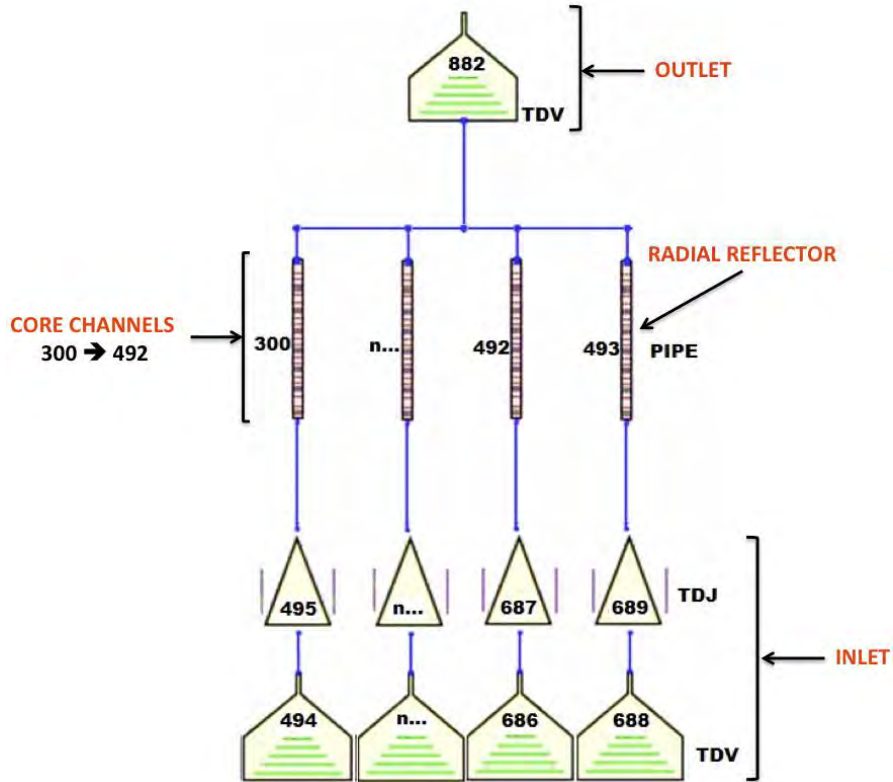 882
OUTLET
TDV
RADIAL REFLECTOR
CORE CHANNELS
300 ➔ 492
300
n...
492
493
PIPE
495
n...
687
689
TDJ
INLET
494
n...
686
688
TDV